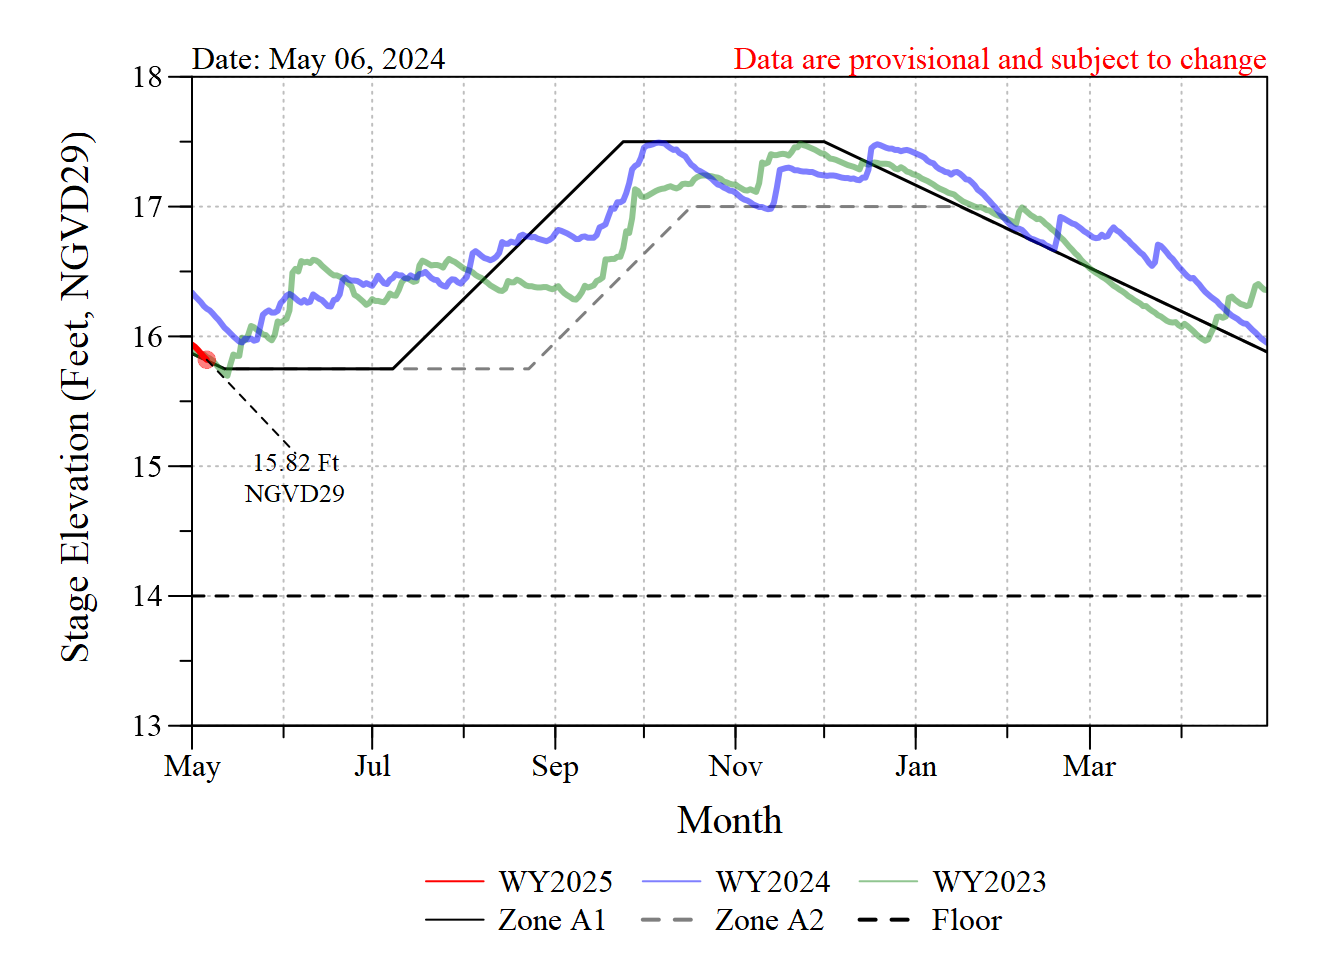 Date: May 06, 2024
Data are provisional and subject to change
Stage Elevation (Feet, NGVD29)
18
17
16
15
14
13
15.82 Ft
NGVD29
May
Jul
Sep
Nov
Jan
Mar
Month
WY2025
WY2024
WY2023
Zone A1
Zone A2
Floor